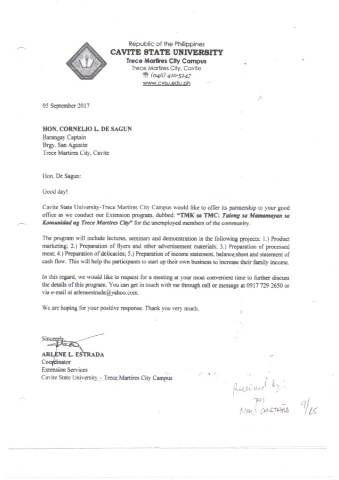 Republic of the Philippines
CAVITE STATE UNIVERSITY
Trece Martires City Campus
Trece Martires City, Cavite
☎ (046) 410-5247
www.cvsu.edu.ph
05 September 2017
HON. CORNELIO L. DE SAGUN
Barangay Captain
Brgy. San Agustin
Trece Martires City, Cavite
Hon. De Sagun:
Good day!
Cavite State University-Trece Martires City Campus would like to offer its partnership to your good
office as we conduct our Extension program, dubbed: "TMK sa TMC: Tulong sa Mamamayan sa
Komunidad ng Trece Martires City" for the unemployed members of the community.
The program will include lectures, seminars and demonstration in the following projects: 1.) Product
marketing; 2.) Preparation of flyers and other advertisement materials; 3.) Preparation of processed
meat; 4.) Preparation of delicacies; 5.) Preparation of income statement, balance sheet and statement of
cash flow. This will help the participants to start up their own business to increase their family income.
In this regard, we would like to request for a meeting at your most convenient time to further discuss
the details of this program. You can get in touch with me through call or message at 0917 729 2650 or
via e-mail at arlenestrada@yahoo.com.
We are hoping for your positive response. Thank you very much.
Sincerely,
ARLENE L. ESTRADA
Coordinator
Extension Services
Cavite State University – Trece Martires City Campus
Received by:
9/25